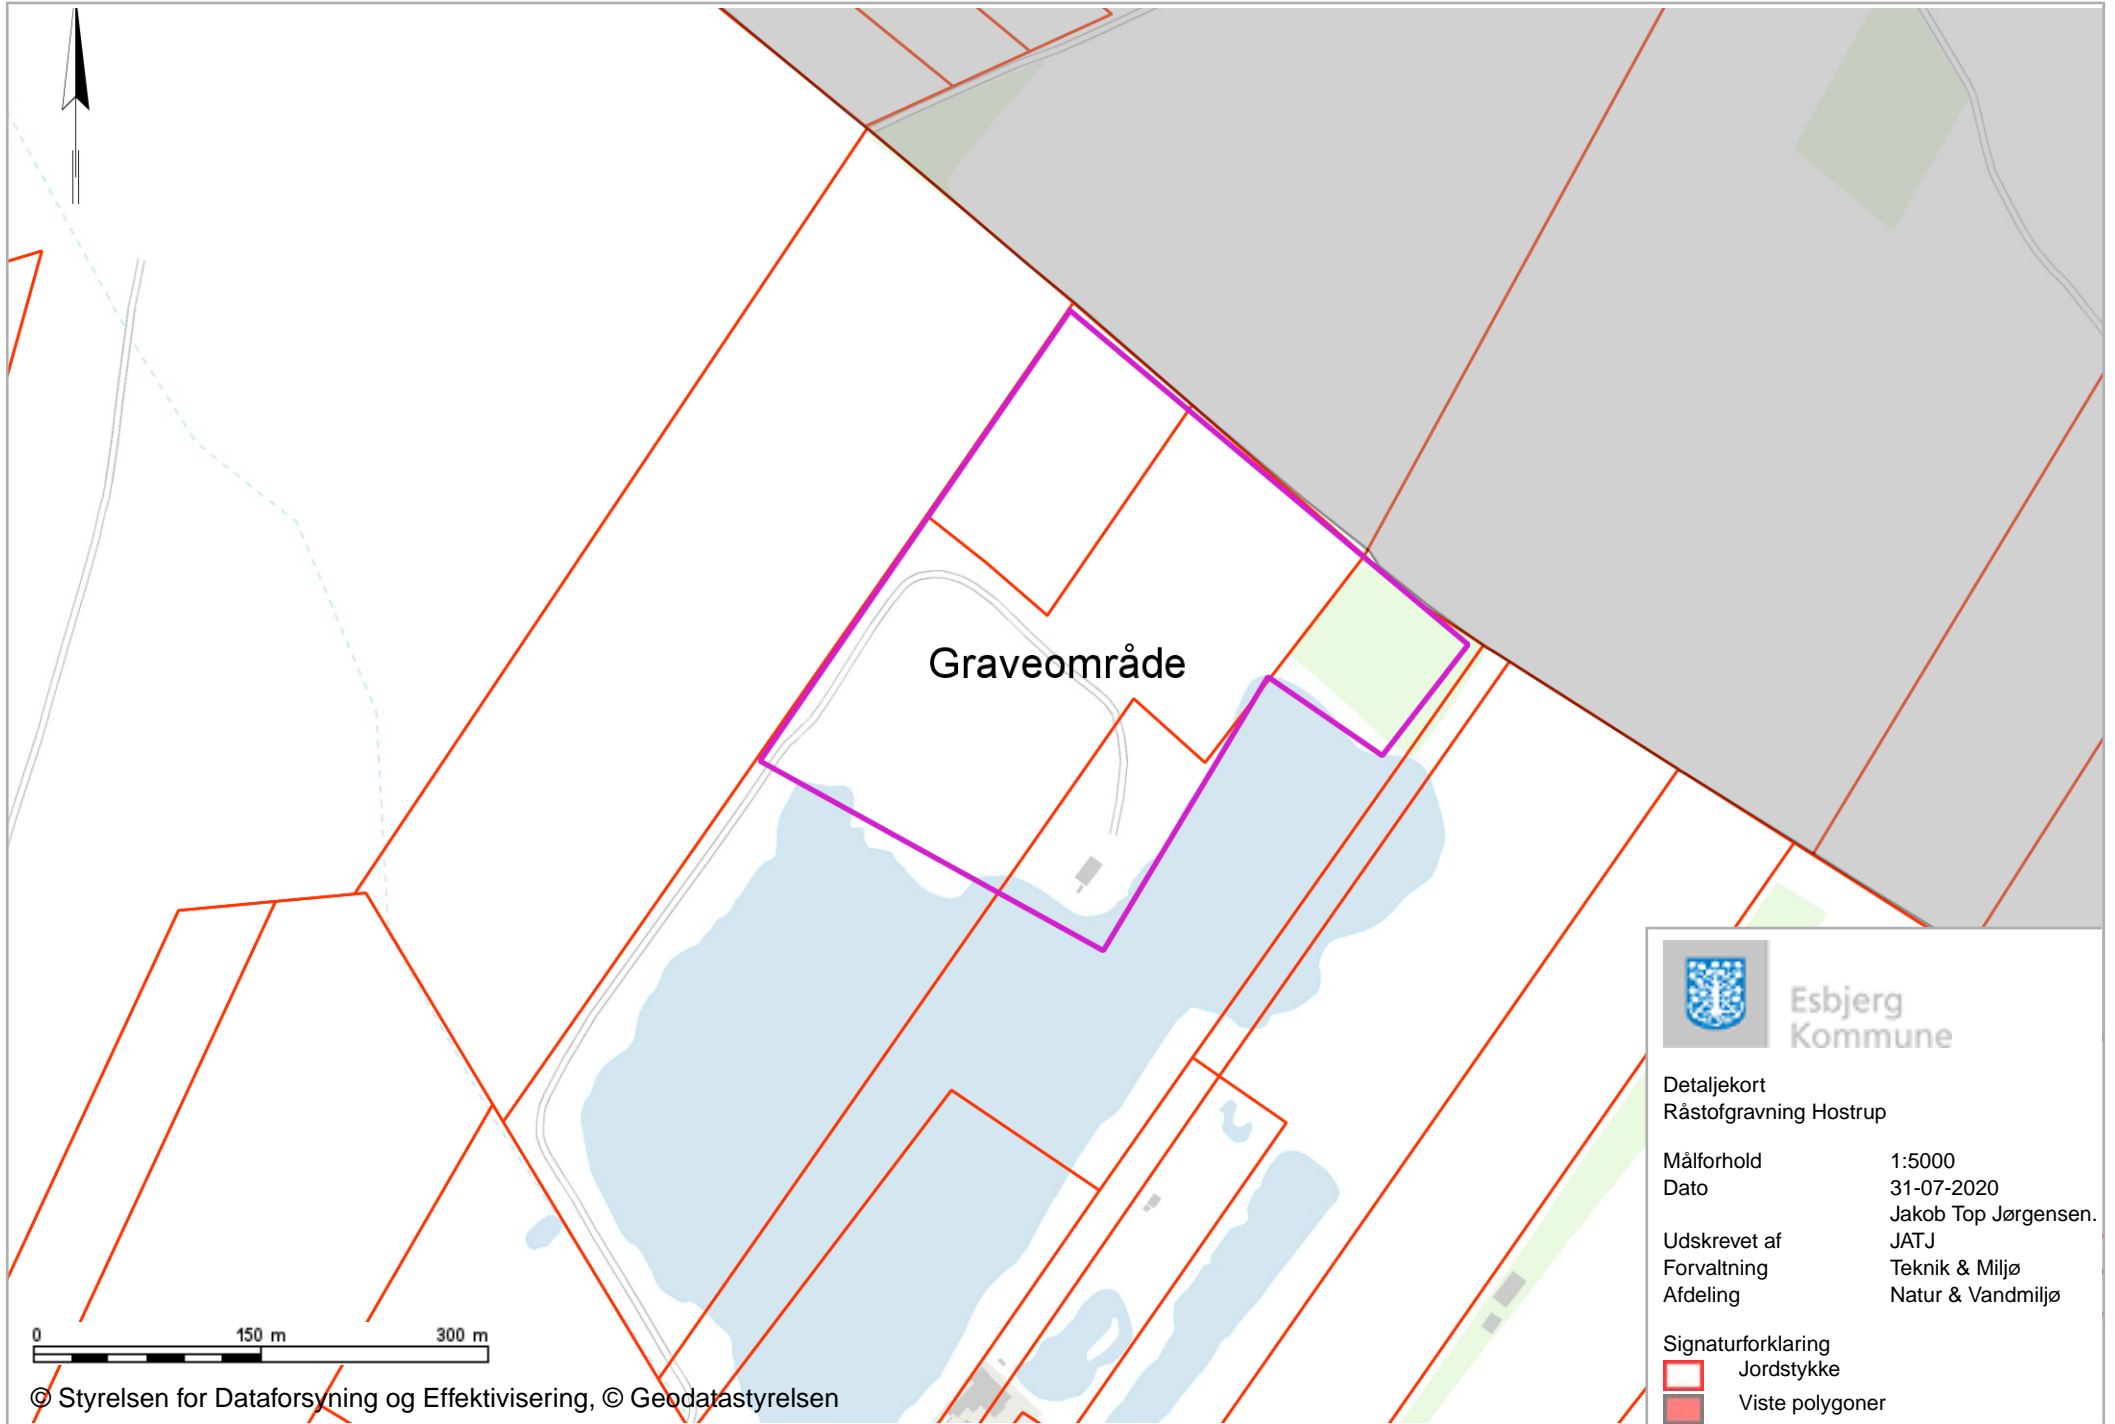 Graveområde
Esbjerg
Kommune
Detaljekort
Råstofgravning Hostrup
Målforhold 1:5000
Dato 31-07-2020
Jakob Top Jørgensen.
Udskrevet af JATJ
Forvaltning Teknik & Miljø
Afdeling Natur & Vandmiljø
Signaturforklaring
Jordstykke
Viste polygoner
0 150 m 300 m
© Styrelsen for Dataforsyning og Effektivisering, © Geodatastyrelsen